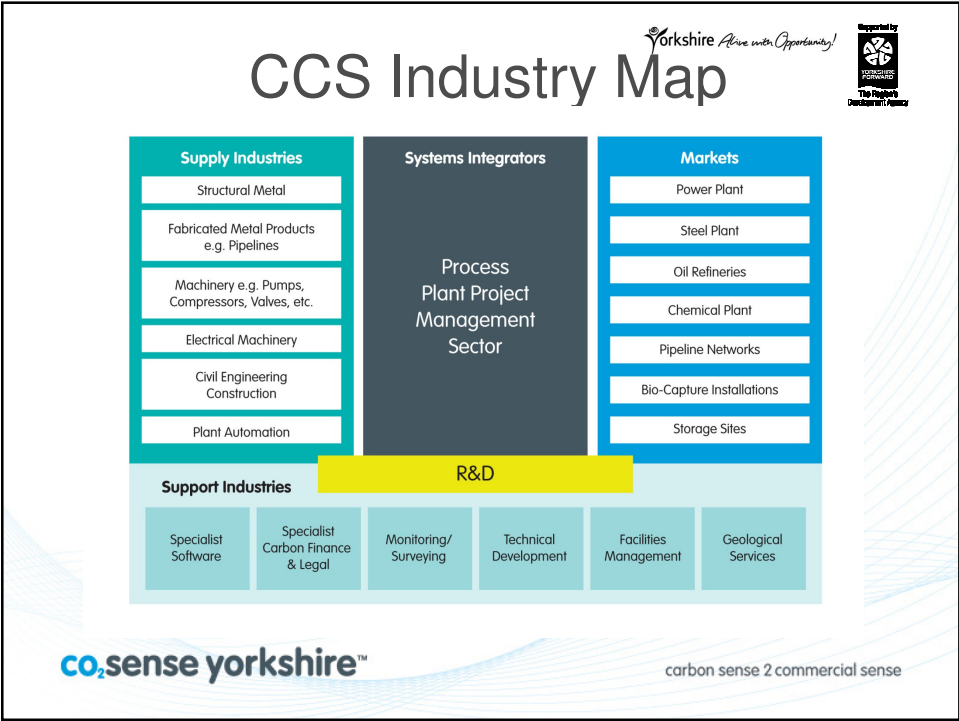 Yorkshire Alive with Opportunity!
Supported by
YORKSHIRE
FORWARD
The Region's
Development Agency
CCS Industry Map
Supply Industries
Structural Metal
Fabricated Metal Products
e.g. Pipelines
Machinery e.g. Pumps,
Compressors, Valves, etc.
Electrical Machinery
Civil Engineering
Construction
Plant Automation
Systems Integrators
Process
Plant Project
Management
Sector
Markets
Power Plant
Steel Plant
Oil Refineries
Chemical Plant
Pipeline Networks
Bio-Capture Installations
Storage Sites
R&D
Support Industries
Specialist
Software
Specialist
Carbon Finance
& Legal
Monitoring/
Surveying
Technical
Development
Facilities
Management
Geological
Services
co₂sense yorkshire™
carbon sense 2 commercial sense